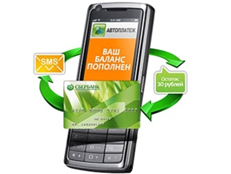 АВТОПЛАТЕЖ
ВАШ
БАЛАНС
ПОПОЛНЕН
SMS
Остаток:
30 рублей
СБЕРБАНК